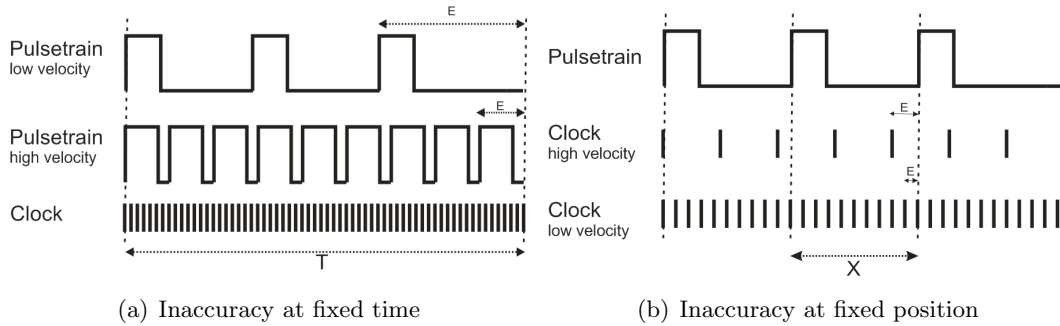 E
Pulsetrain
low velocity
E
Pulsetrain
high velocity
Clock
T
(a) Inaccuracy at fixed time
Pulsetrain
E
Clock
high velocity
E
Clock
low velocity
X
(b) Inaccuracy at fixed position